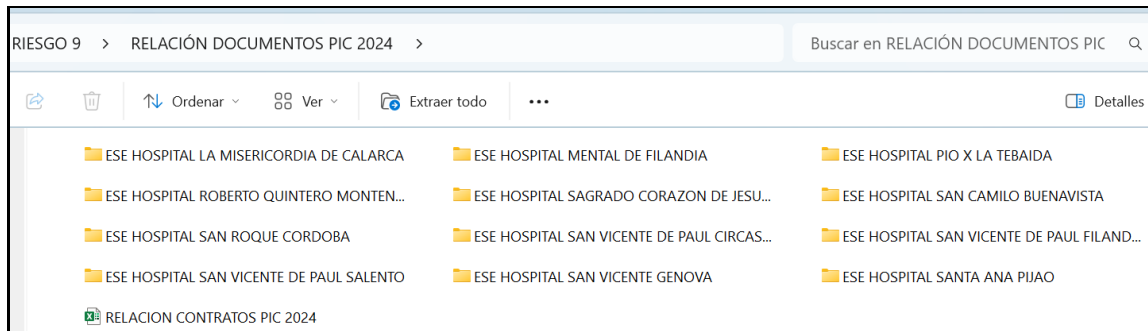 RIESGO 9 > RELACIÓN DOCUMENTOS PIC 2024 > Buscar en RELACIÓN DOCUMENTOS PIC
Ordenar Ver Extraer todo ... Detalles
ESE HOSPITAL LA MISERICORDIA DE CALARCA ESE HOSPITAL MENTAL DE FILANDIA ESE HOSPITAL PIO X LA TEBAIDA
ESE HOSPITAL ROBERTO QUINTERO MONTEN... ESE HOSPITAL SAGRADO CORAZON DE JESU... ESE HOSPITAL SAN CAMILO BUENAVISTA
ESE HOSPITAL SAN ROQUE CORDOBA ESE HOSPITAL SAN VICENTE DE PAUL CIRCAS... ESE HOSPITAL SAN VICENTE DE PAUL FILAND...
ESE HOSPITAL SAN VICENTE DE PAUL SALENTO ESE HOSPITAL SAN VICENTE GENOVA ESE HOSPITAL SANTA ANA PIJAO
RELACION CONTRATOS PIC 2024